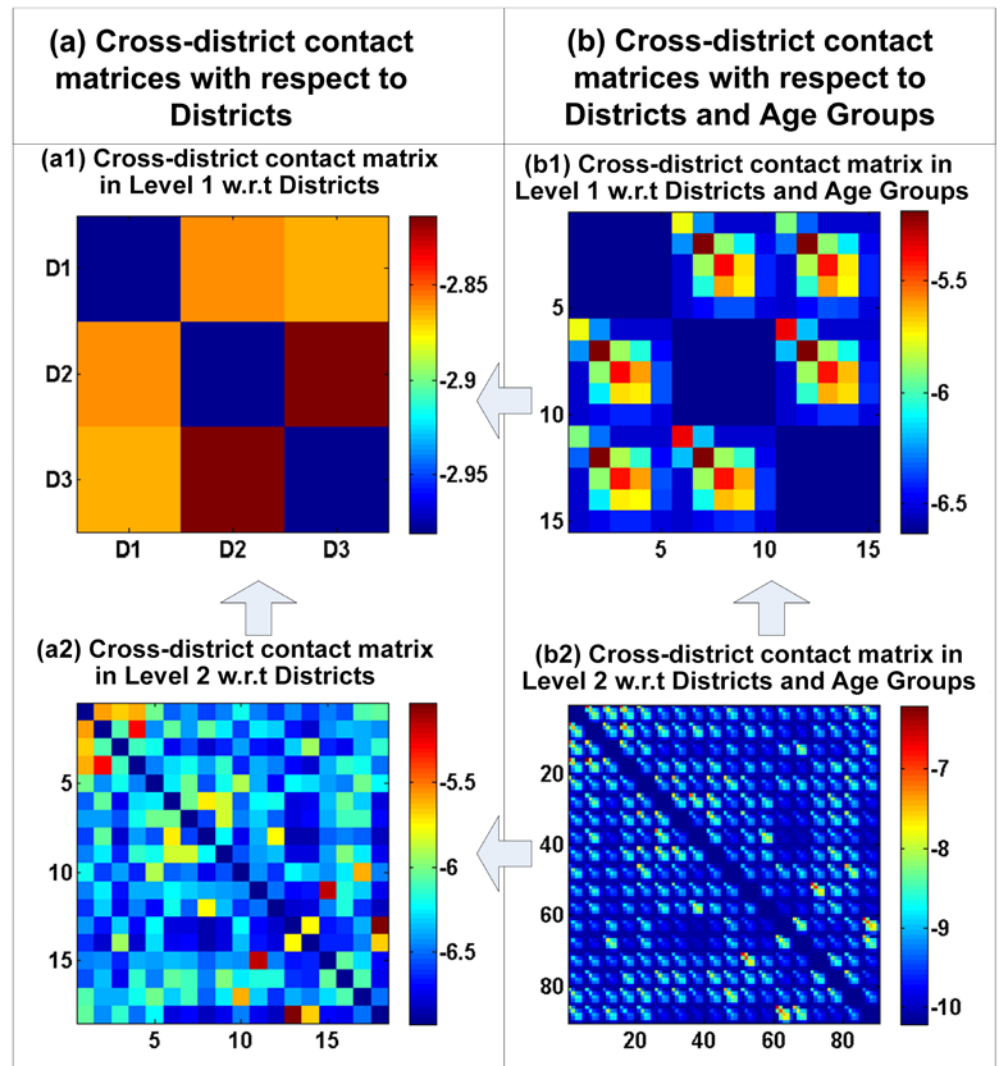 (a) Cross-district contact
matrices with respect to
Districts
(b) Cross-district contact
matrices with respect to
Districts and Age Groups
(a1) Cross-district contact matrix
in Level 1 w.r.t Districts
D1
D2
D3
D1 D2 D3
-2.85
-2.9
-2.95
(b1) Cross-district contact matrix in
Level 1 w.r.t Districts and Age Groups
5
10
15
5 10 15
-5.5
-6
-6.5
(a2) Cross-district contact matrix
in Level 2 w.r.t Districts
5
10
15
5 10 15
-5.5
-6
-6.5
(b2) Cross-district contact matrix in
Level 2 w.r.t Districts and Age Groups
20
40
60
80
20 40 60 80
-7
-8
-9
-10